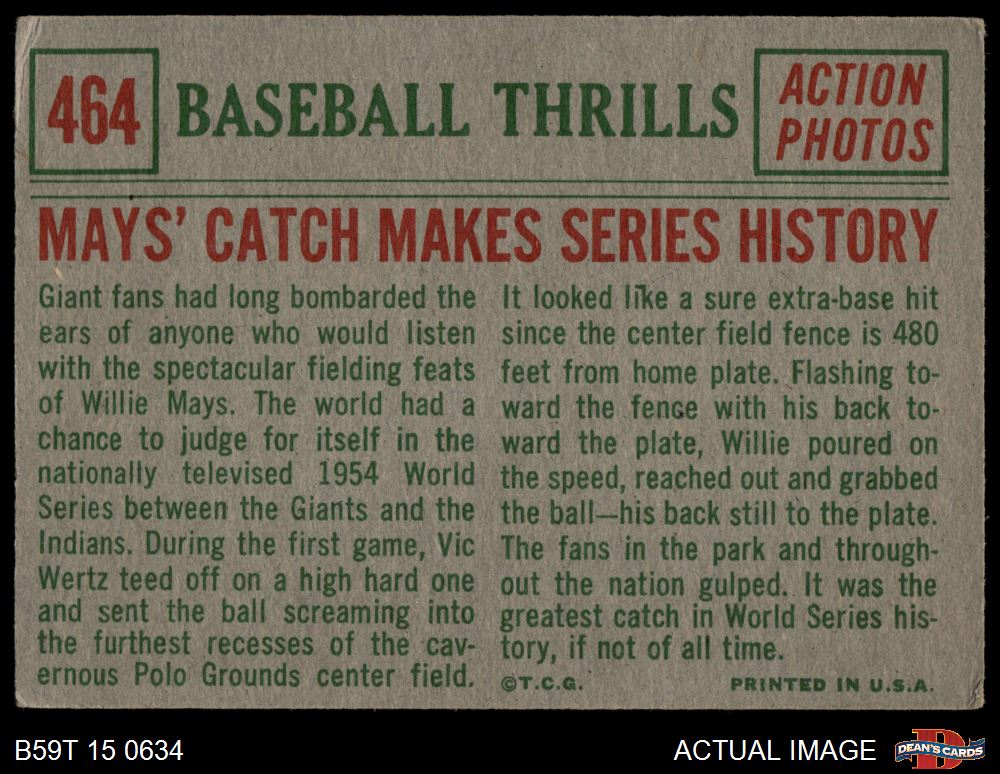 464
BASEBALL THRILLS
ACTION
PHOTOS
MAYS' CATCH MAKES SERIES HISTORY
Giant fans had long bombarded the
ears of anyone who would listen
with the spectacular fielding feats
of Willie Mays. The world had a
chance to judge for itself in the
nationally televised 1954 World
Series between the Giants and the
Indians. During the first game, Vic
Wertz teed off on a high hard one
and sent the ball screaming into
the furthest recesses of the cav-
ernous Polo Grounds center field.
It looked like a sure extra-base hit
since the center field fence is 480
feet from home plate. Flashing to-
ward the fence with his back to-
ward the plate, Willie poured on
the speed, reached out and grabbed
the ball—his back still to the plate.
The fans in the park and through-
out the nation gulped. It was the
greatest catch in World Series his-
tory, if not of all time.
©T.C.G.
PRINTED IN U.S.A.
B59T 15 0634
ACTUAL IMAGE
D
DEAN'S CARDS